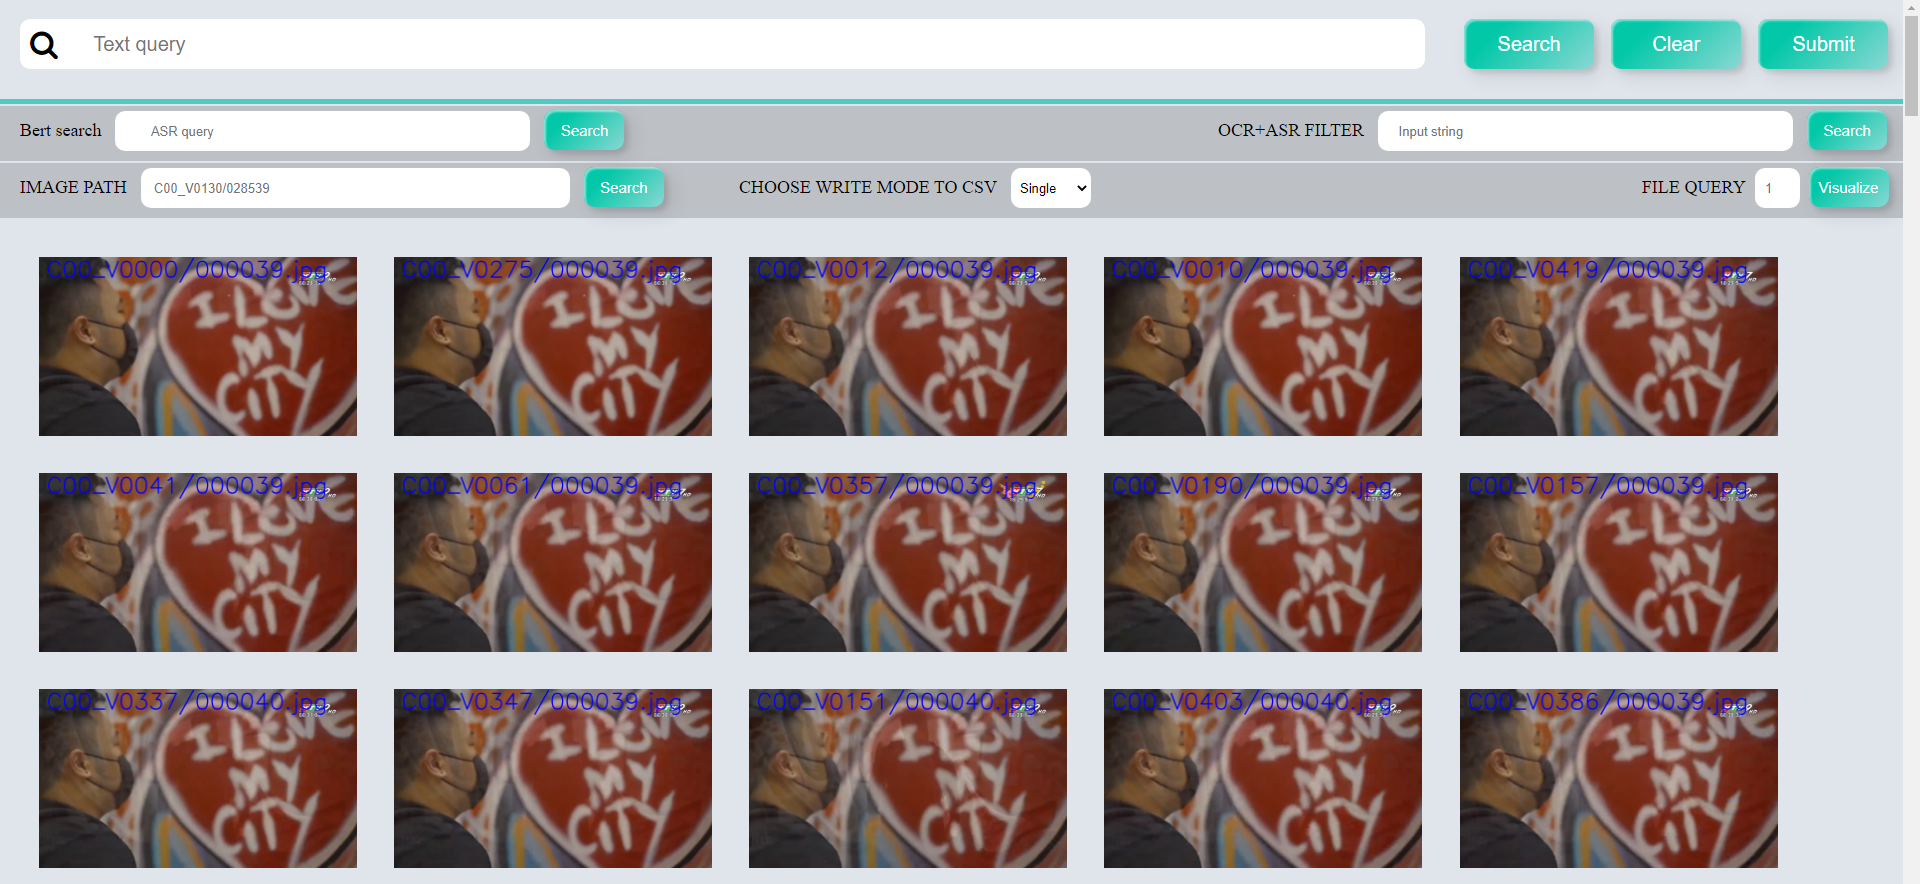 Text query
Search
Clear
Submit
Bert search
ASR query
Search
OCR+ASR FILTER
Input string
Search
IMAGE PATH
C00_V0130/028539
Search
CHOOSE WRITE MODE TO CSV
Single
FILE QUERY
1
Visualize
C00_V0000/000039.jpg
I LOVE
MY
CITY
C00_V0275/000039.jpg
I LOVE
MY
CITY
C00_V0012/000039.jpg
I LOVE
MY
CITY
C00_V0010/000039.jpg
I LOVE
MY
CITY
C00_V0419/000039.jpg
I LOVE
MY
CITY
C00_V0041/000039.jpg
I LOVE
MY
CITY
C00_V0061/000039.jpg
I LOVE
MY
CITY
C00_V0357/000039.jpg
I LOVE
MY
CITY
C00_V0190/000039.jpg
I LOVE
MY
CITY
C00_V0157/000039.jpg
I LOVE
MY
CITY
C00_V0337/000040.jpg
I LOVE
MY
CITY
C00_V0347/000039.jpg
I LOVE
MY
CITY
C00_V0151/000040.jpg
I LOVE
MY
CITY
C00_V0403/000040.jpg
I LOVE
MY
CITY
C00_V0386/000039.jpg
I LOVE
MY
CITY